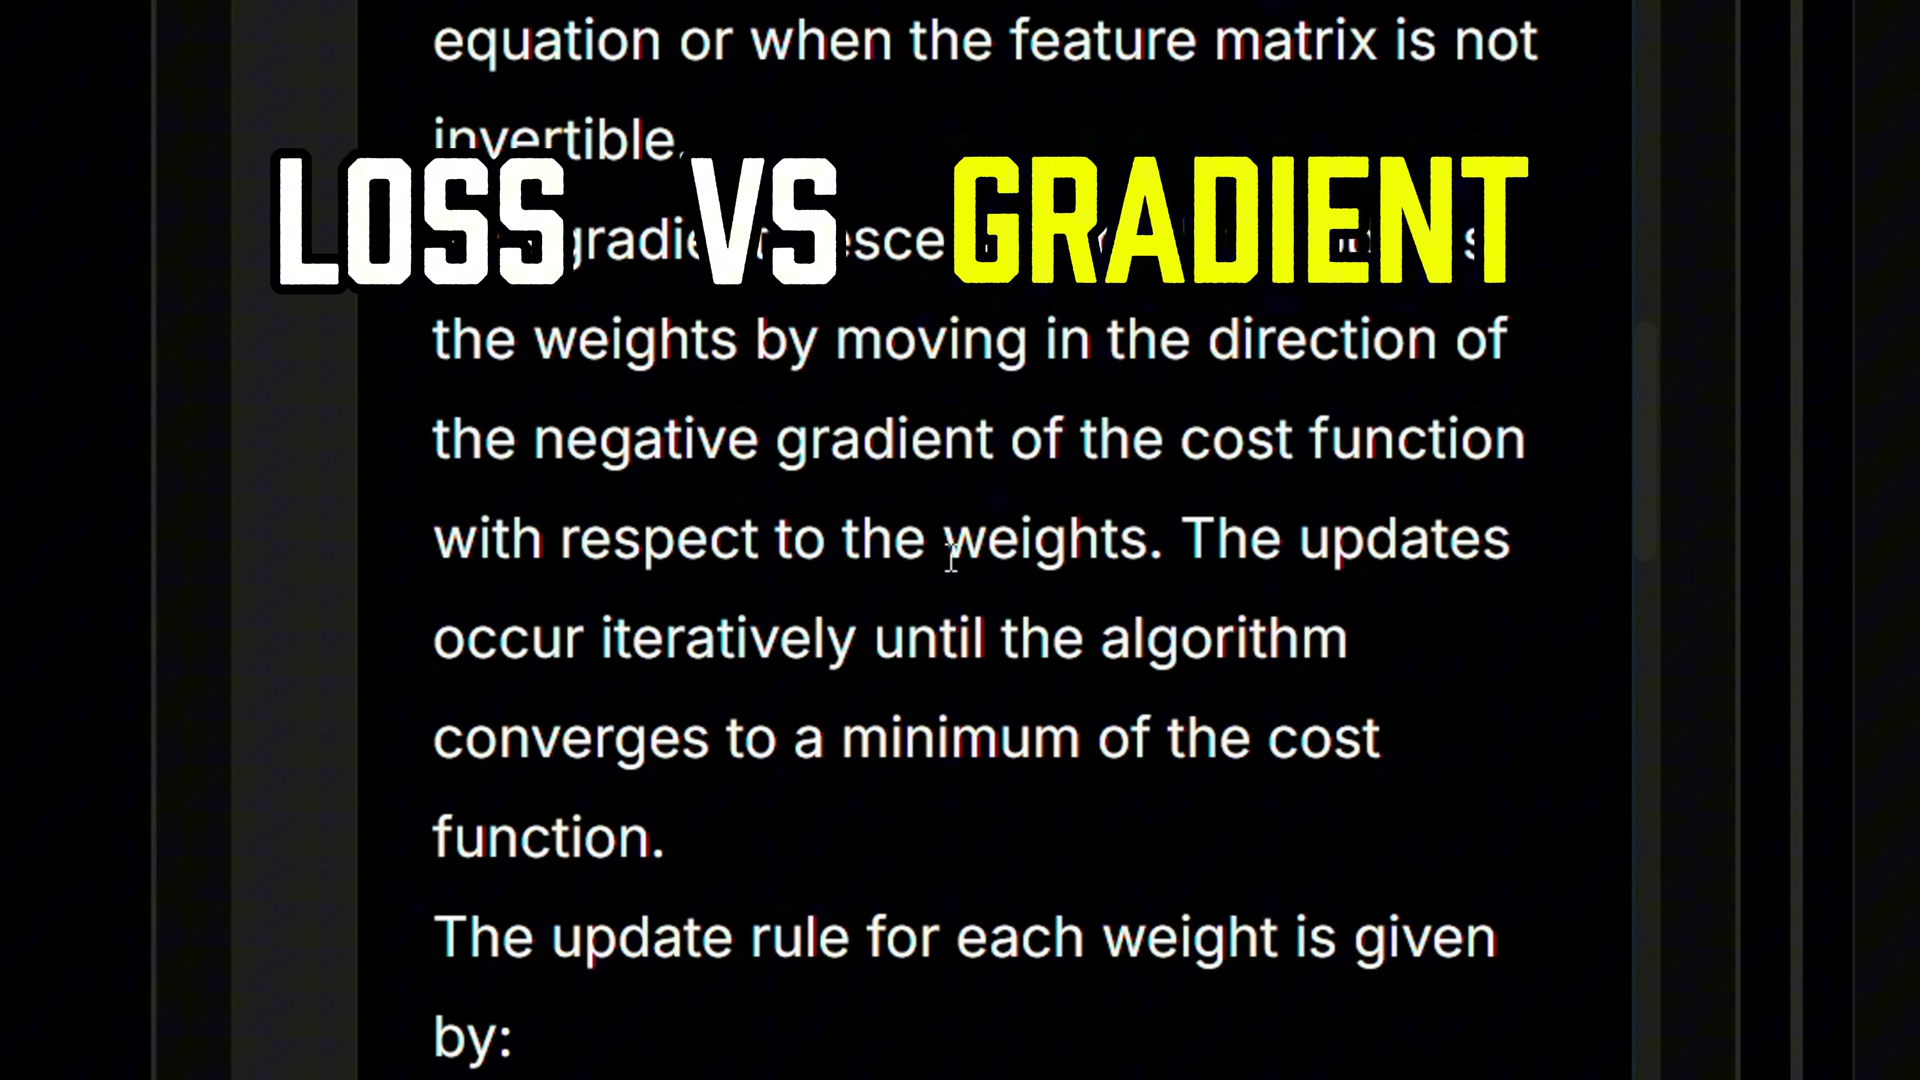 equation or when the feature matrix is not
invertible.
LOSS VS GRADIENT
the weights by moving in the direction of
the negative gradient of the cost function
with respect to the weights. The updates
occur iteratively until the algorithm
converges to a minimum of the cost
function.
The update rule for each weight is given
by: